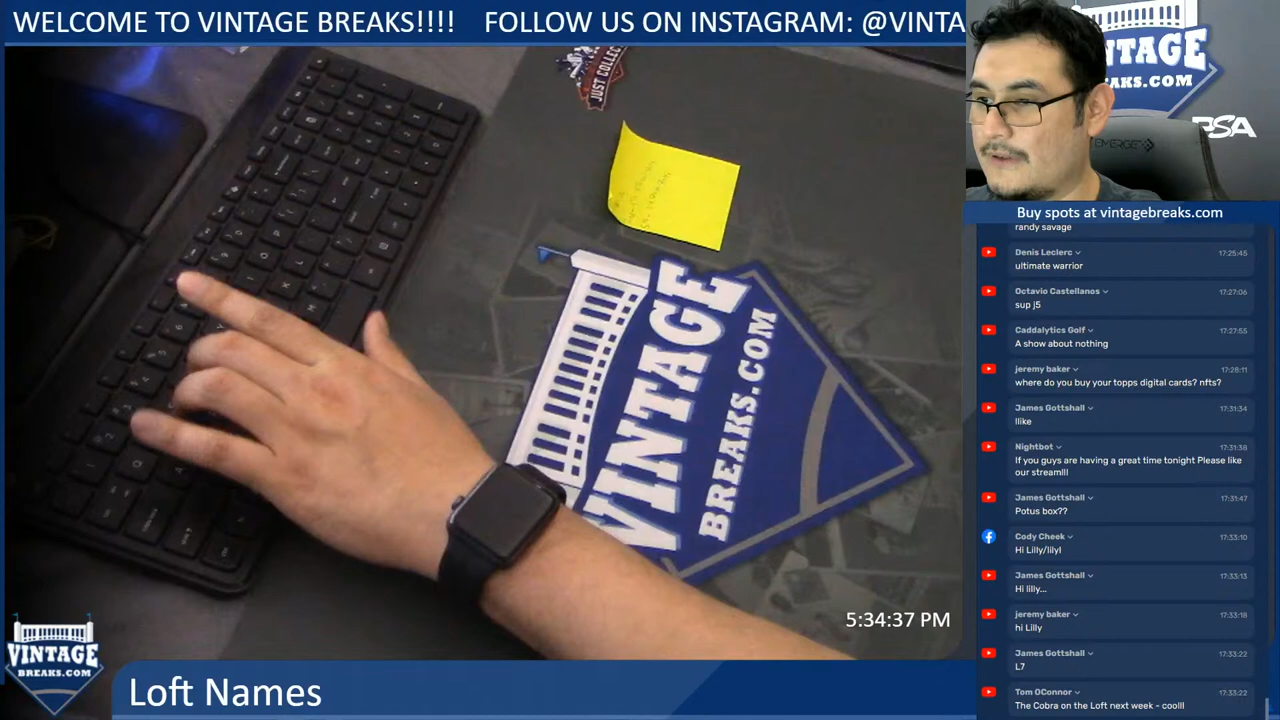 WELCOME TO VINTAGE BREAKS!!!! FOLLOW US ON INSTAGRAM: @VINTA
JUST COLLEC
VINTAGE
BREAKS.COM
5:34:37 PM
VINTAGE
BREAKS.COM
Loft Names
NTAGE
EAKS.COM
PSA
EMERGE
Buy spots at vintagebreaks.com
randy savage
Denis Leclerc 17:25:45
ultimate warrior
Octavio Castellanos 17:27:06
sup j5
Caddalytics Golf 17:27:55
A show about nothing
jeremy baker 17:28:11
where do you buy your topps digital cards? nfts?
James Gottshall 17:31:34
llike
Nightbot 17:31:38
If you guys are having a great time tonight Please like
our stream!!!
James Gottshall 17:31:47
Potus box??
Cody Cheek 17:33:10
Hi Lilly/lilyl
James Gottshall 17:33:13
Hi lilly...
jeremy baker 17:33:18
hi Lilly
James Gottshall 17:33:22
L7
Tom OConnor 17:33:22
The Cobra on the Loft next week - coolll